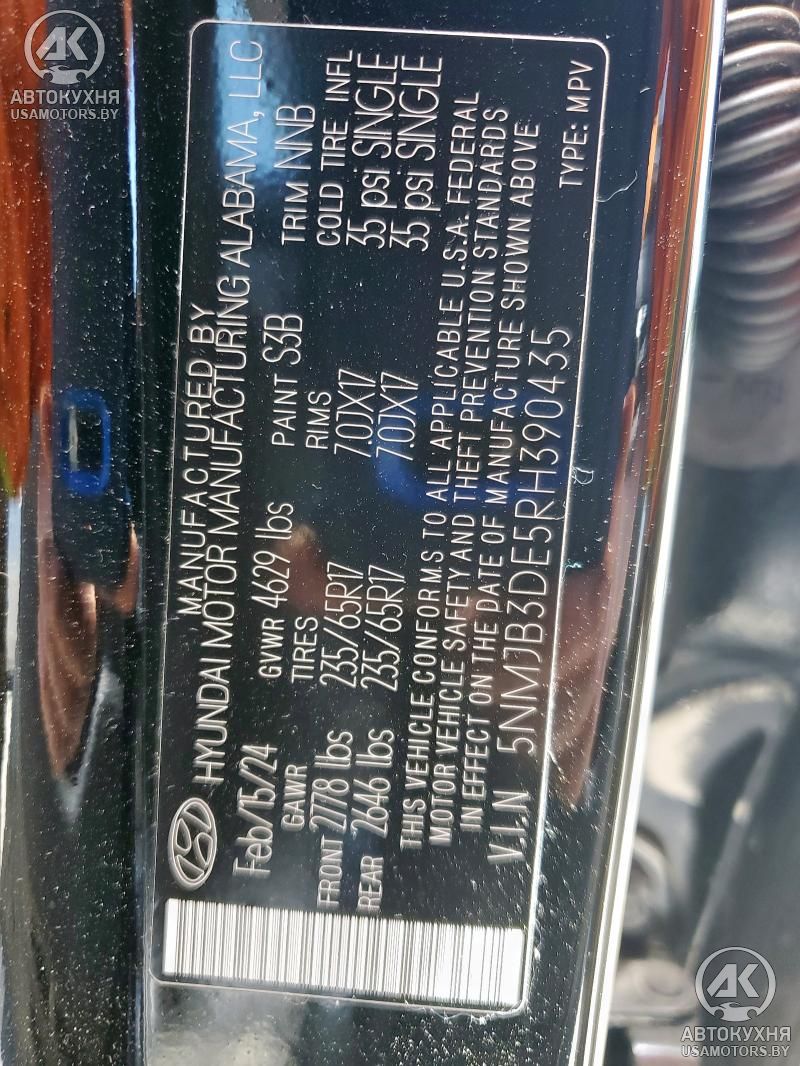 АК
АВТОКУХНЯ
USAMOTORS.BY
MANUFACTURED BY
HYUNDAI MOTOR MANUFACTURING ALABAMA, LLC
Feb/15/24 GVWR 4629 lbs PAINT S3B TRIM NNB
GAWR TIRES RIMS COLD TIRE INFL
FRONT 2778 lbs 235/65R17 7.0JX17 35 psi SINGLE
REAR 2646 lbs 235/65R17 7.0JX17 35 psi SINGLE
THIS VEHICLE CONFORMS TO ALL APPLICABLE U.S.A. FEDERAL
MOTOR VEHICLE SAFETY AND THEFT PREVENTION STANDARDS
IN EFFECT ON THE DATE OF MANUFACTURE SHOWN ABOVE
V.I.N 5NMJB3DE5RH390435 TYPE: MPV
АК
АВТОКУХНЯ
USAMOTORS.BY